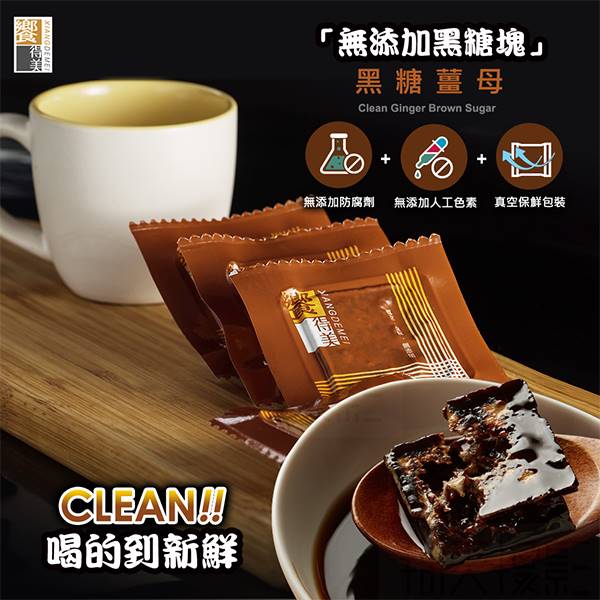 饗
得美
XIANGDEMEI
「無添加黑糖塊」
黑糖薑母
Clean Ginger Brown Sugar
無添加防腐劑 + 無添加人工色素 + 真空保鮮包裝
饗
得美
XIANGDEMEI
CLEAN!!
喝的到新鮮